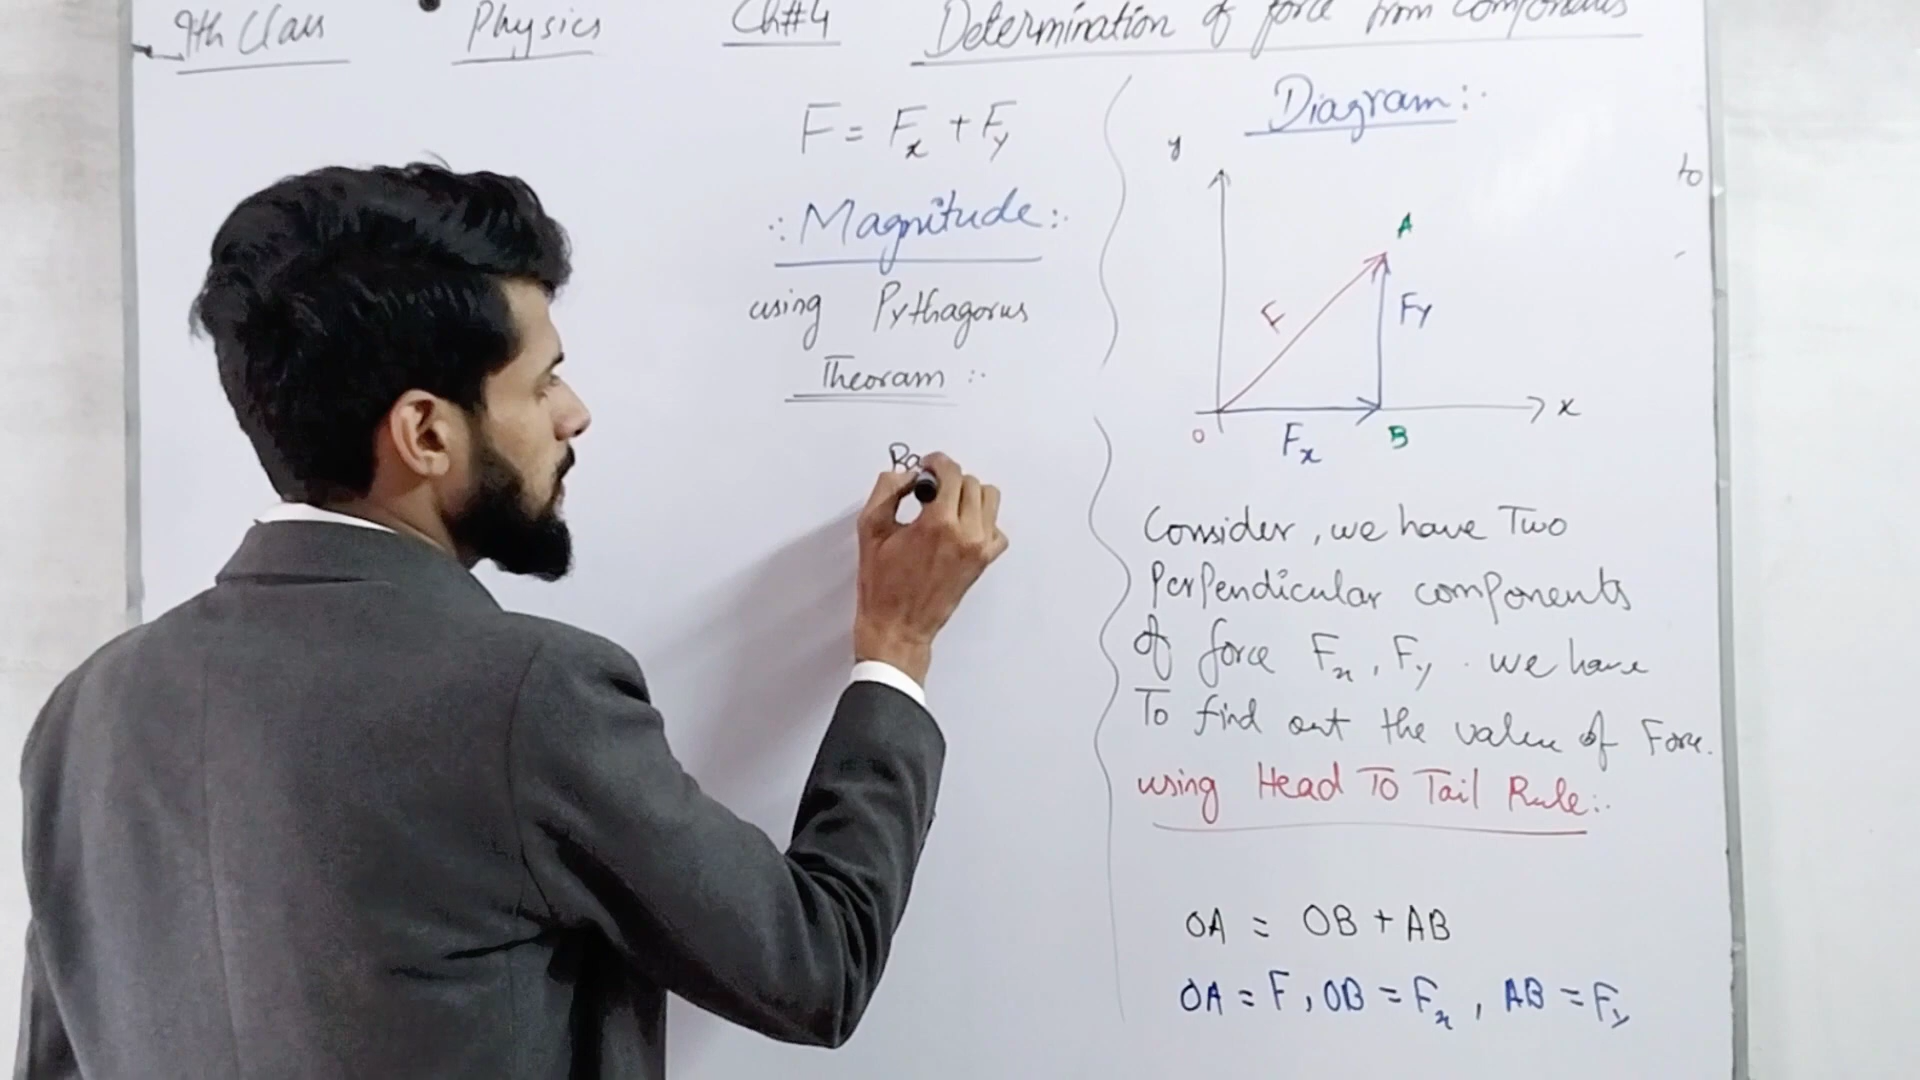 9th Class Physics Ch#4 Determination of force from components
F = Fx + Fy
∴ Magnitude :.
using Pythagorus
Theoram :.
Ba
Diagram :.
y
A
F
Fy
O
Fx
B
x
to
Consider, we have Two
Perpendicular components
of force Fx, Fy. we have
To find out the value of Force.
using Head To Tail Rule :.
OA = OB + AB
OA = F, OB = Fx, AB = Fy